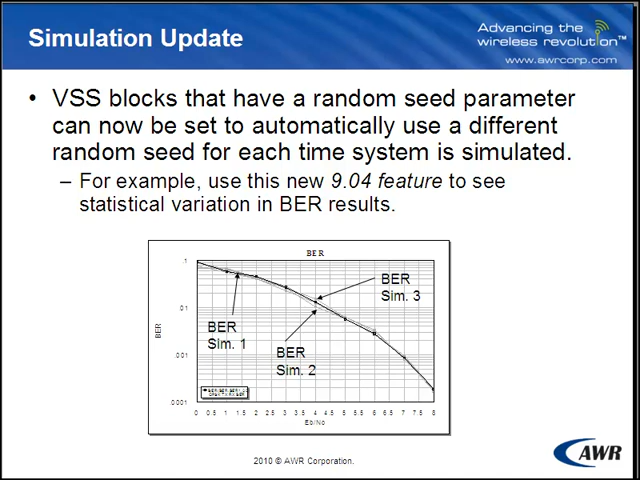 Simulation Update
Advancing the
wireless revolution™
www.awrcorp.com
• VSS blocks that have a random seed parameter
can now be set to automatically use a different
random seed for each time system is simulated.
– For example, use this new 9.04 feature to see
statistical variation in BER results.
BER
.1
.01
.001
.0001
BER
BER
Sim. 3
BER
Sim. 1
BER
Sim. 2
0 0.5 1 1.5 2 2.5 3 3.5 4 4.5 5 5.5 6 6.5 7 7.5 8
Eb/No
2010 © AWR Corporation.
AWR